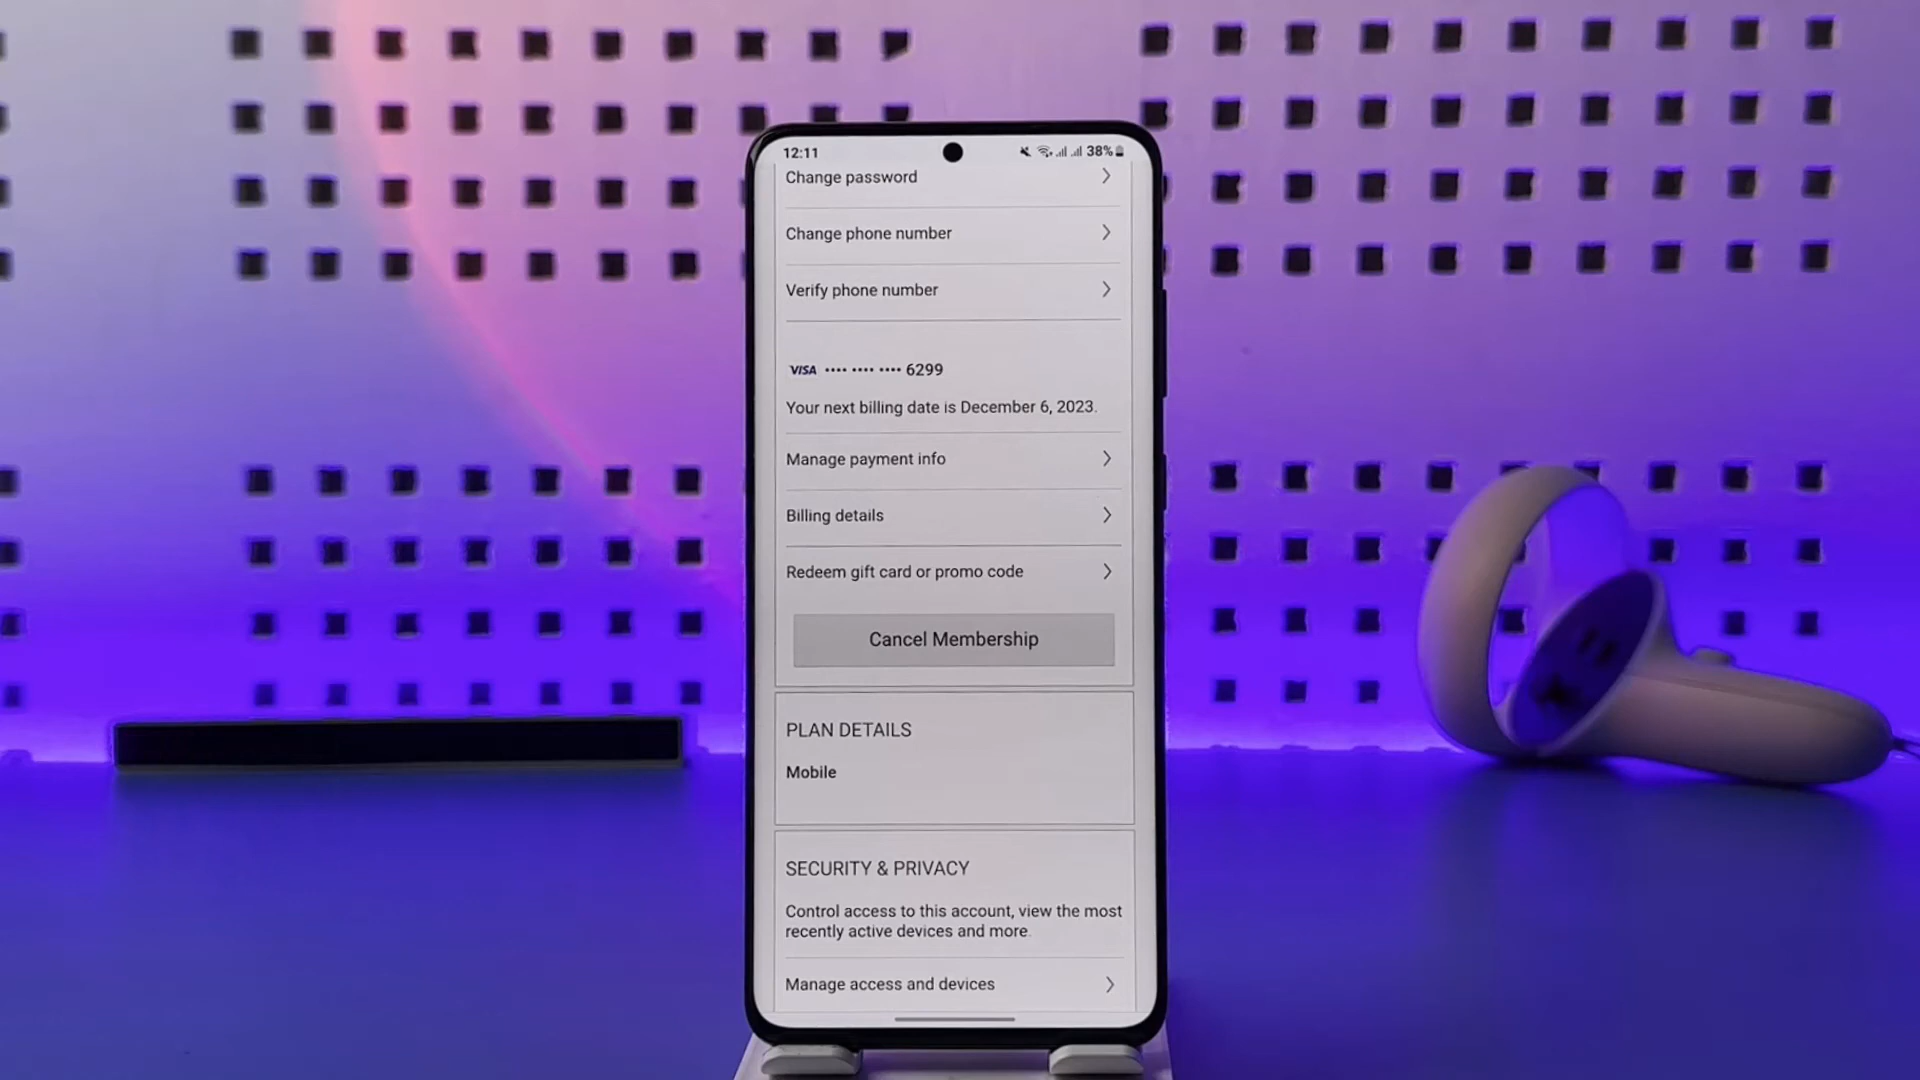 12:11
38%
Change password
Change phone number
Verify phone number
VISA •••• •••• •••• 6299
Your next billing date is December 6, 2023.
Manage payment info
Billing details
Redeem gift card or promo code
Cancel Membership
PLAN DETAILS
Mobile
SECURITY & PRIVACY
Control access to this account, view the most
recently active devices and more.
Manage access and devices